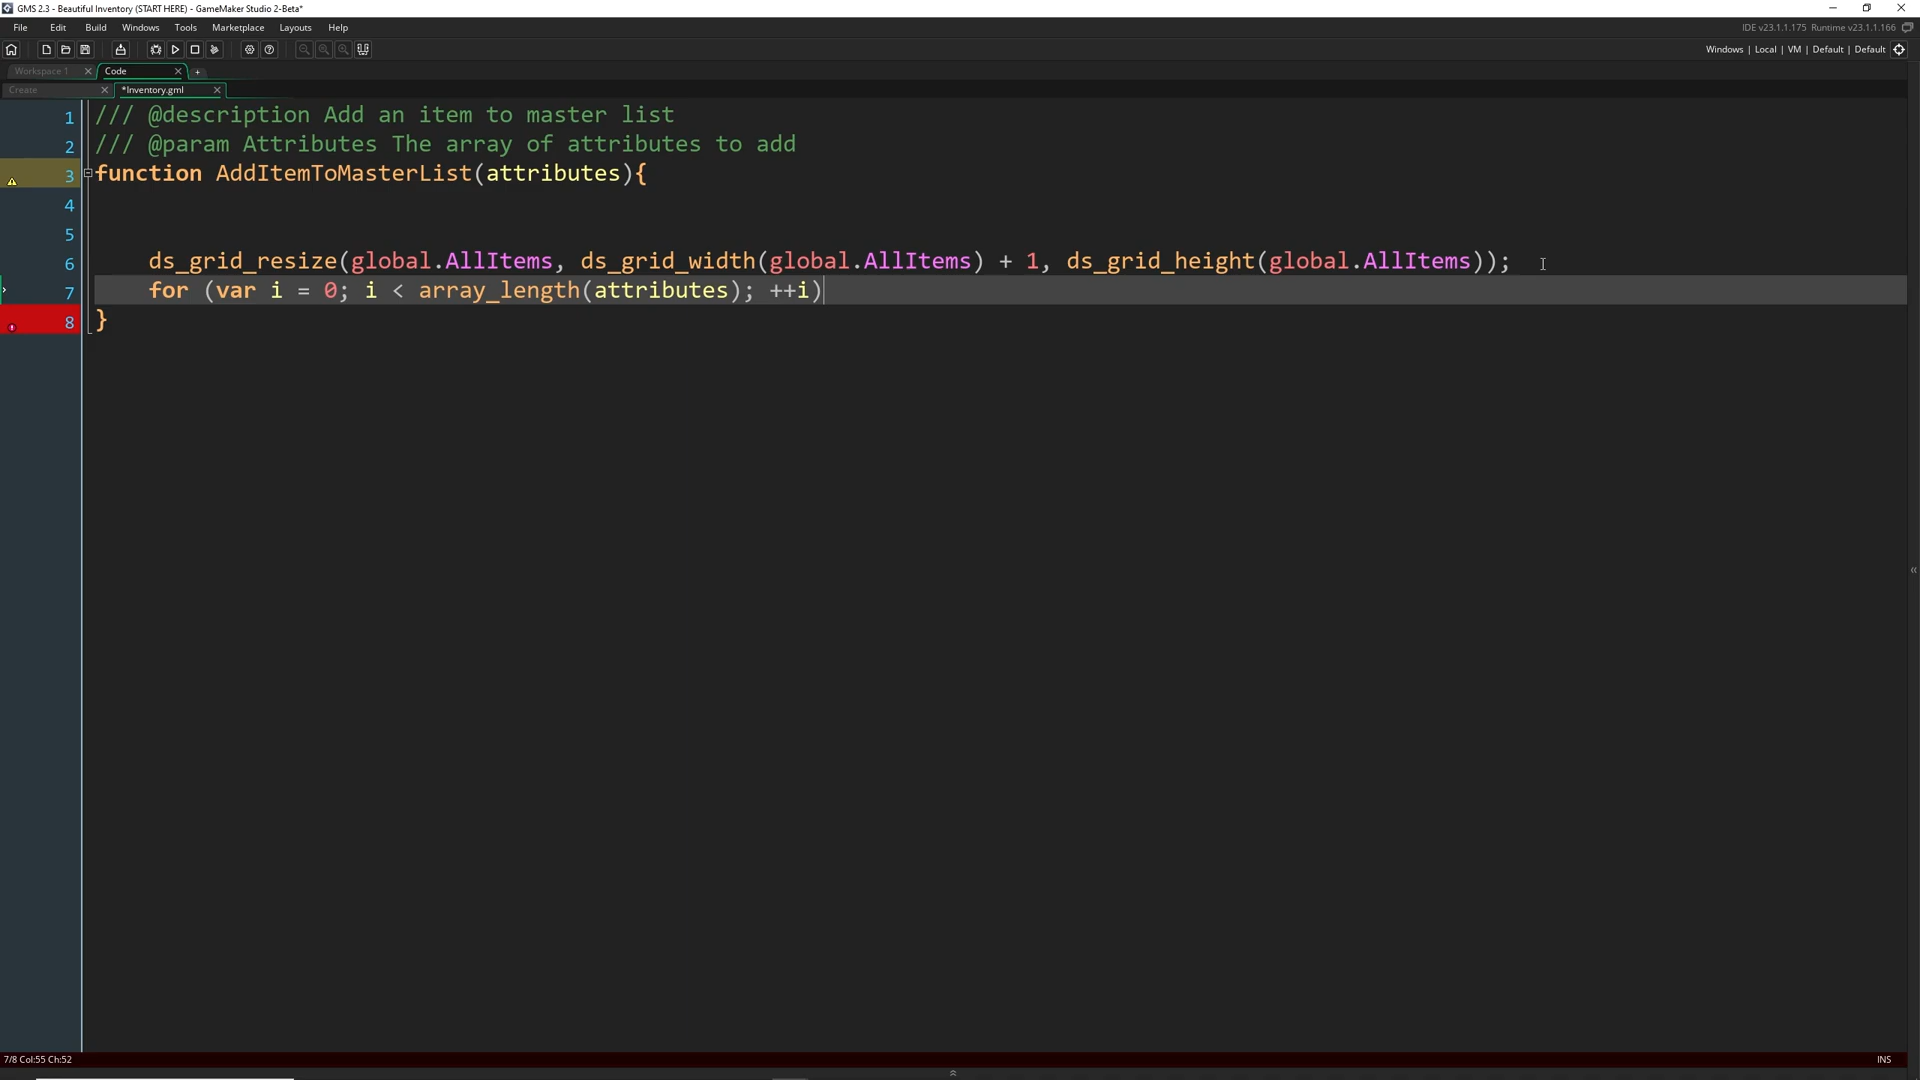 GMS 2.3 - Beautiful Inventory (START HERE) - GameMaker Studio 2-Beta*
File Edit Build Windows Tools Marketplace Layouts Help
IDE v23.1.1.175 Runtime v23.1.1.166
Windows | Local | VM | Default | Default
Workspace 1 Code +
Create *Inventory.gml
1 /// @description Add an item to master list
2 /// @param Attributes The array of attributes to add
3 function AddItemToMasterList(attributes){
4
5
6 ds_grid_resize(global.AllItems, ds_grid_width(global.AllItems) + 1, ds_grid_height(global.AllItems));
7 for (var i = 0; i < array_length(attributes); ++i)
8 }
7/8 Col:55 Ch:52 INS